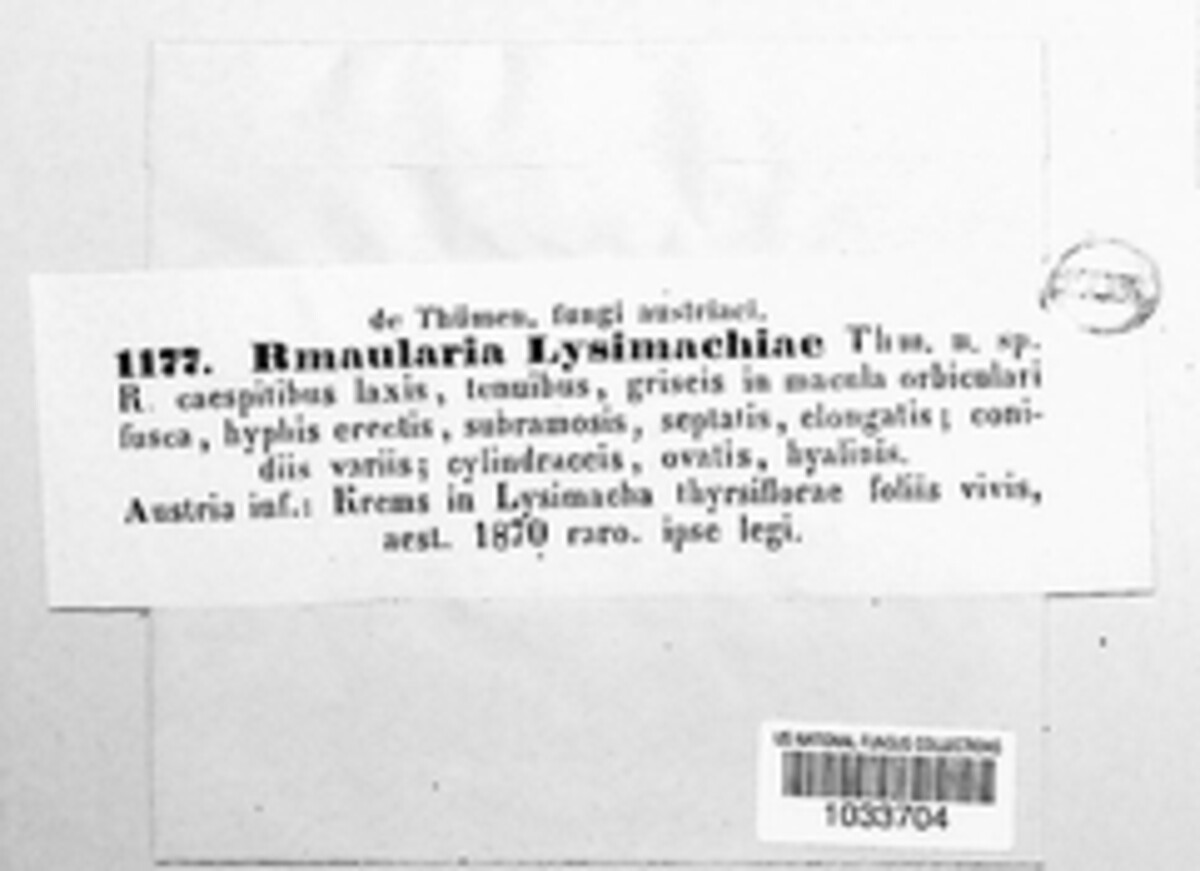 de Thümen, fungi austriaci.
1177. Rmaularia Lysimachiae Thm. n. sp.
R. caespitibus laxis, tenuibus, griseis in macula orbiculari
fusca, hyphis erectis, subramosis, septatis, elongatis; coni-
diis variis; cylindraceis, ovatis, hyalinis.
Austria inf.: Krems in Lysimacha thyrsiflorae foliis vivis,
aest. 1870 raro. ipse legi.
US NATIONAL FUNGUS COLLECTIONS
1033704